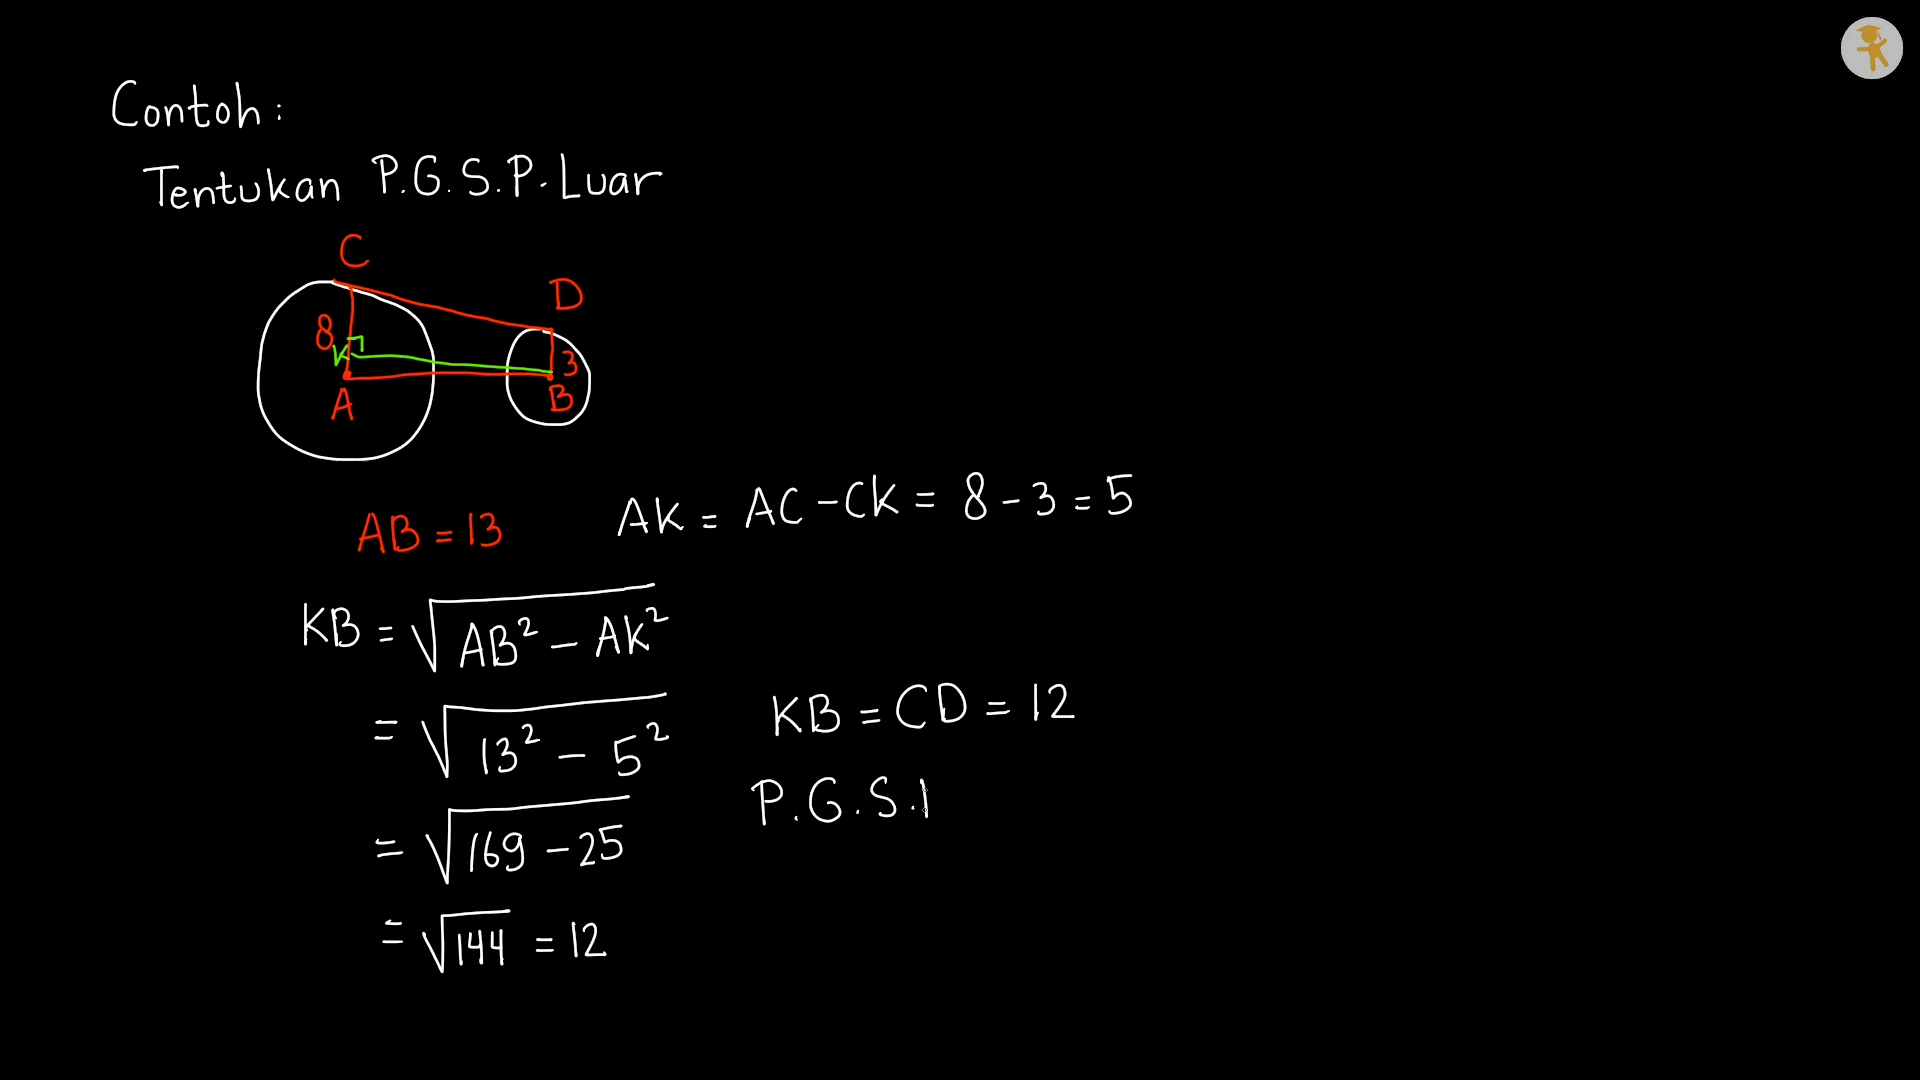 Contoh:
Tentukan P.G.S.P. Luar
C
D
8
K
3
A
B
AB = 13
AK = AC - CK = 8 - 3 = 5
KB = √AB² - AK²
= √13² - 5²
KB = CD = 12
= √169 - 25
P.G.S.
= √144 = 12